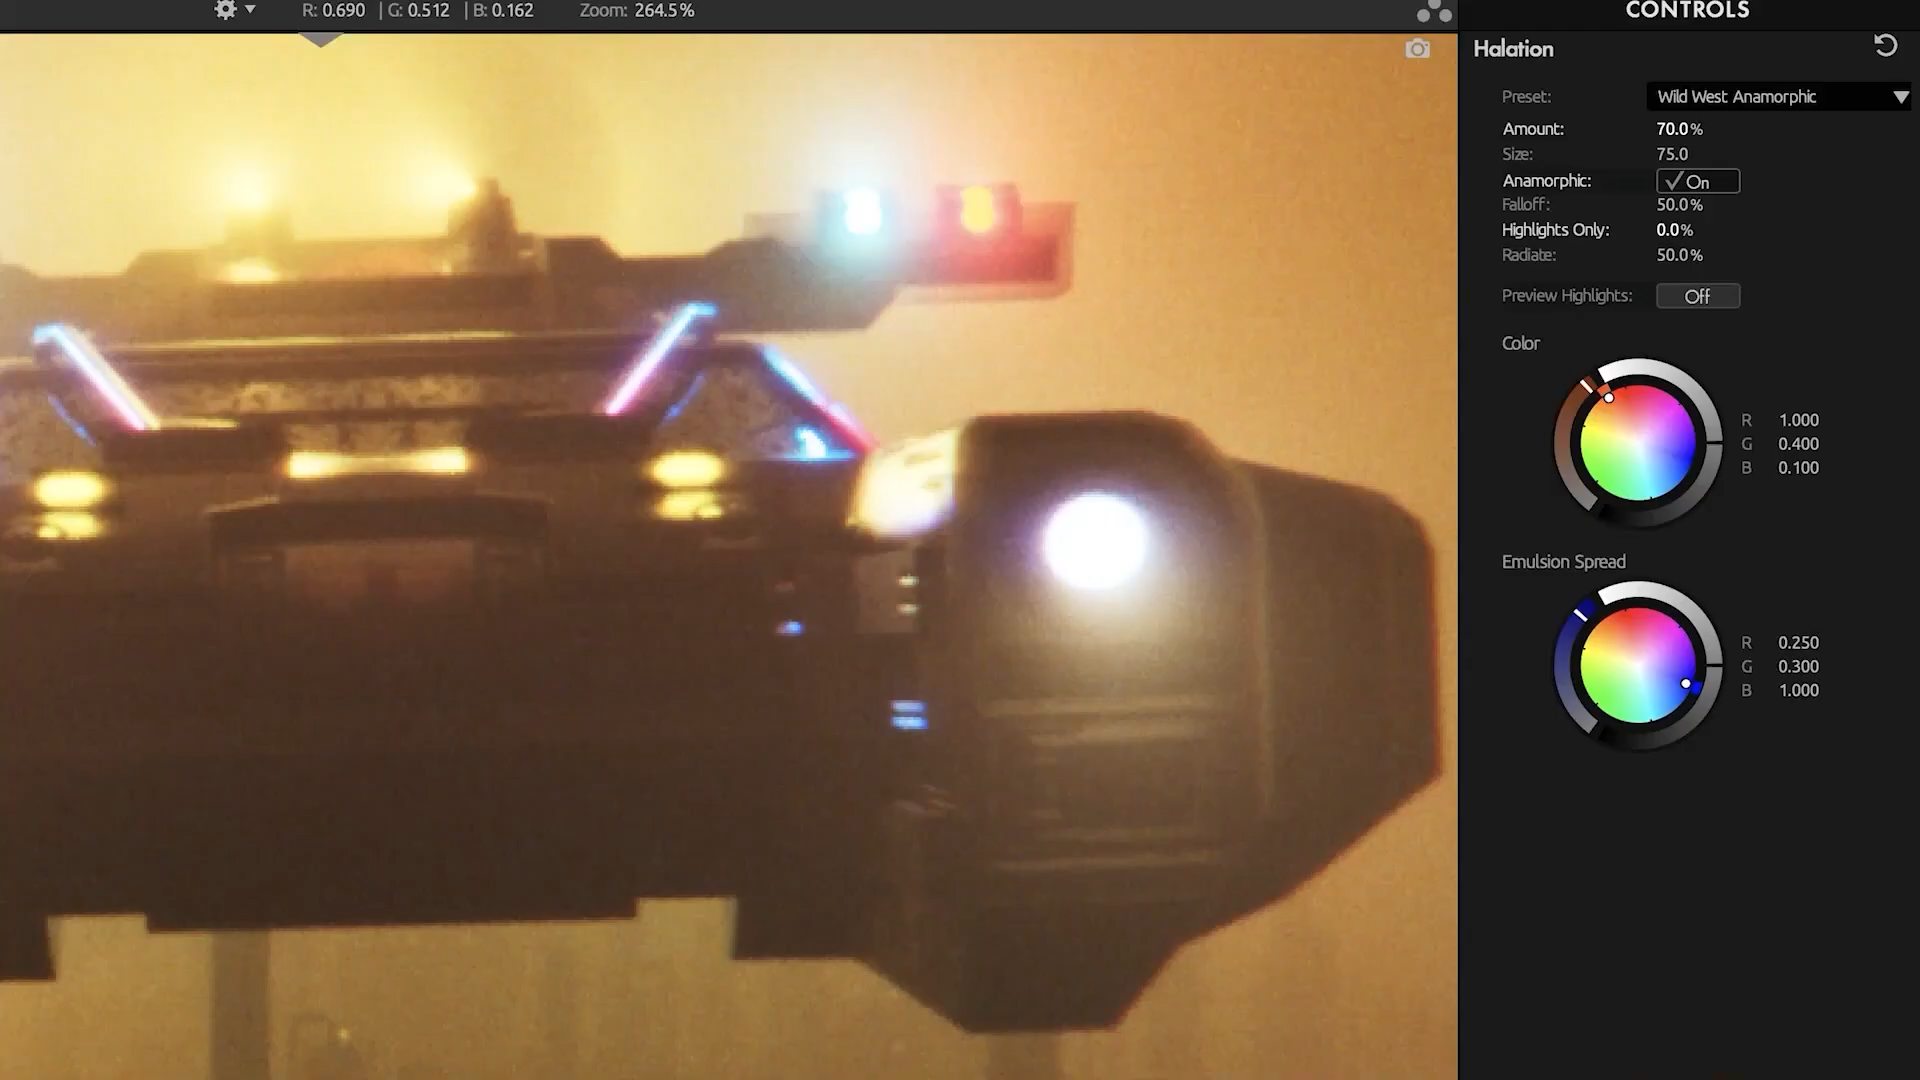 R: 0.690 | G: 0.512 | B: 0.162 Zoom: 264.5%
CONTROLS
Halation
Preset: Wild West Anamorphic
Amount: 70.0%
Size: 75.0
Anamorphic: ✓ On
Falloff: 50.0%
Highlights Only: 0.0%
Radiate: 50.0%
Preview Highlights: Off
Color
R 1.000
G 0.400
B 0.100
Emulsion Spread
R 0.250
G 0.300
B 1.000